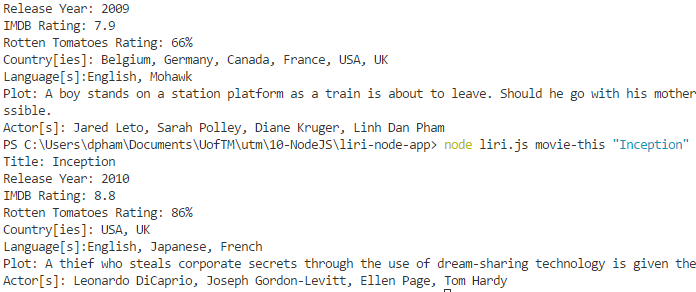 Release Year: 2009
IMDB Rating: 7.9
Rotten Tomatoes Rating: 66%
Country[ies]: Belgium, Germany, Canada, France, USA, UK
Language[s]:English, Mohawk
Plot: A boy stands on a station platform as a train is about to leave. Should he go with his mother
ssible.
Actor[s]: Jared Leto, Sarah Polley, Diane Kruger, Linh Dan Pham
PS C:\Users\dpham\Documents\UofTM\utm\10-NodeJS\liri-node-app> node liri.js movie-this "Inception"
Title: Inception
Release Year: 2010
IMDB Rating: 8.8
Rotten Tomatoes Rating: 86%
Country[ies]: USA, UK
Language[s]:English, Japanese, French
Plot: A thief who steals corporate secrets through the use of dream-sharing technology is given the
Actor[s]: Leonardo DiCaprio, Joseph Gordon-Levitt, Ellen Page, Tom Hardy